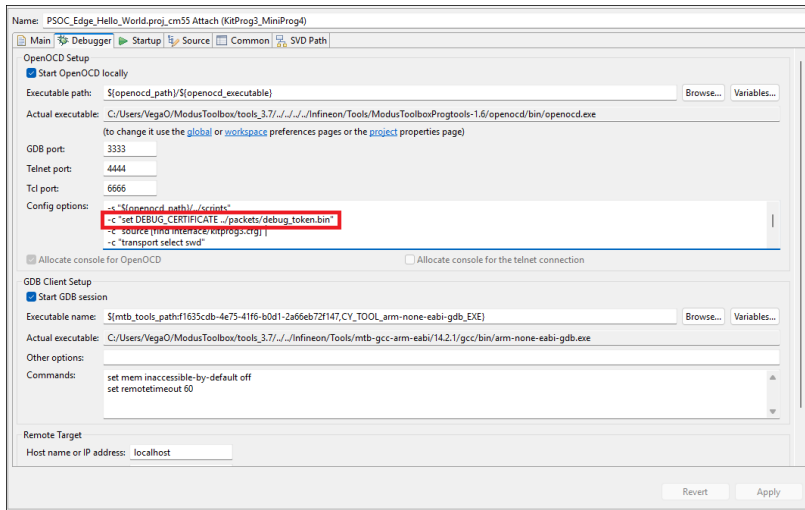 Name: PSOC_Edge_Hello_World.proj_cm55 Attach (KitProg3_MiniProg4)
Main Debugger Startup Source Common SVD Path
OpenOCD Setup
Start OpenOCD locally
Executable path: ${openocd_path}/${openocd_executable} Browse... Variables...
Actual executable: C:/Users/VegaO/ModusToolbox/tools_3.7/../../../../Infineon/Tools/ModusToolboxProgtools-1.6/openocd/bin/openocd.exe
(to change it use the global or workspace preferences pages or the project properties page)
GDB port: 3333
Telnet port: 4444
Tcl port: 6666
Config options: -s "${openocd_path}/../scripts"
-c "set DEBUG_CERTIFICATE ../packets/debug_token.bin"
-c "source [find interface/kitprog3.cfg]"
-c "transport select swd"
Allocate console for OpenOCD Allocate console for the telnet connection
GDB Client Setup
Start GDB session
Executable name: ${mtb_tools_path:f1635cdb-4e75-41f6-b0d1-2a66eb72f147,CY_TOOL_arm-none-eabi-gdb_EXE} Browse... Variables...
Actual executable: C:/Users/VegaO/ModusToolbox/tools_3.7/../../Infineon/Tools/mtb-gcc-arm-eabi/14.2.1/gcc/bin/arm-none-eabi-gdb.exe
Other options:
Commands: set mem inaccessible-by-default off
set remotetimeout 60
Remote Target
Host name or IP address: localhost
Revert Apply